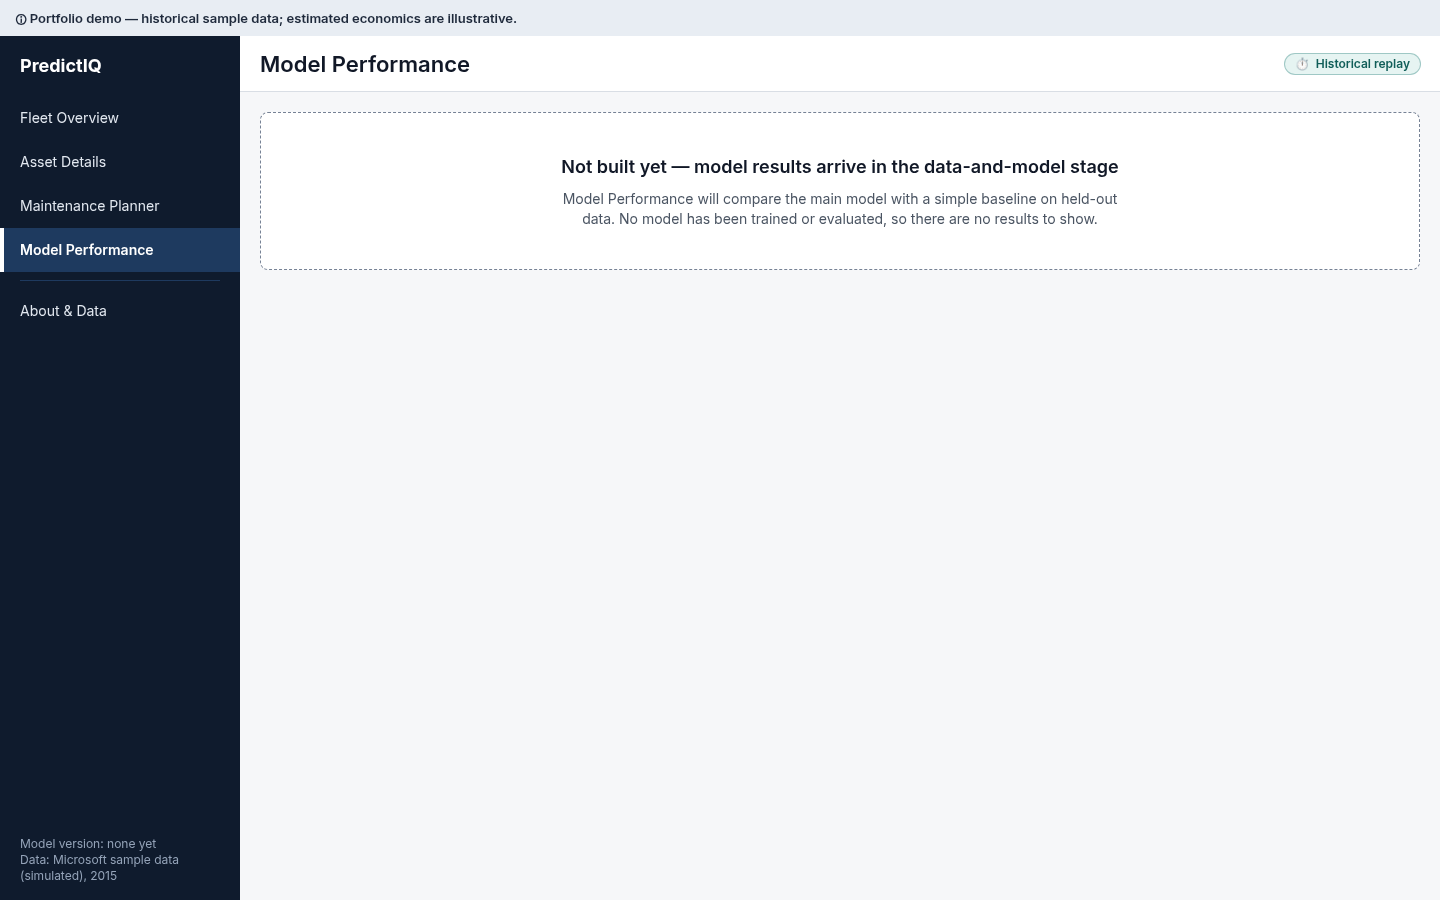 Portfolio demo — historical sample data; estimated economics are illustrative.
PredictIQ
Fleet Overview
Asset Details
Maintenance Planner
Model Performance
About & Data
Model version: none yet
Data: Microsoft sample data
(simulated), 2015
Model Performance
Historical replay
Not built yet — model results arrive in the data-and-model stage
Model Performance will compare the main model with a simple baseline on held-out
data. No model has been trained or evaluated, so there are no results to show.